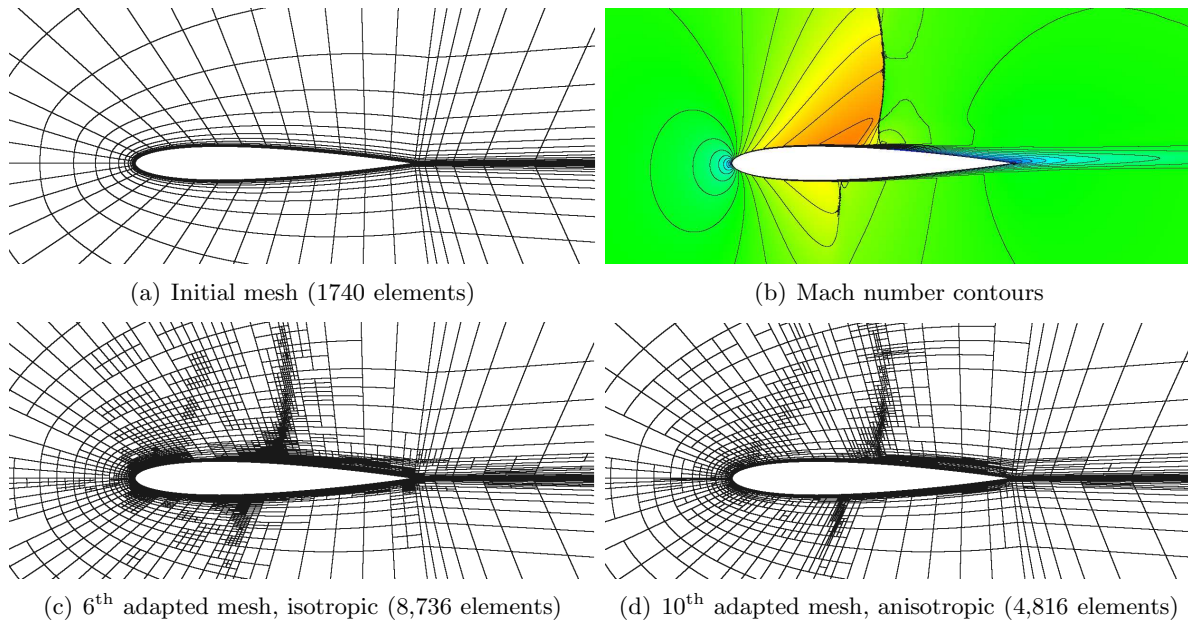 (a) Initial mesh (1740 elements)
(b) Mach number contours
(c) 6th adapted mesh, isotropic (8,736 elements)
(d) 10th adapted mesh, anisotropic (4,816 elements)